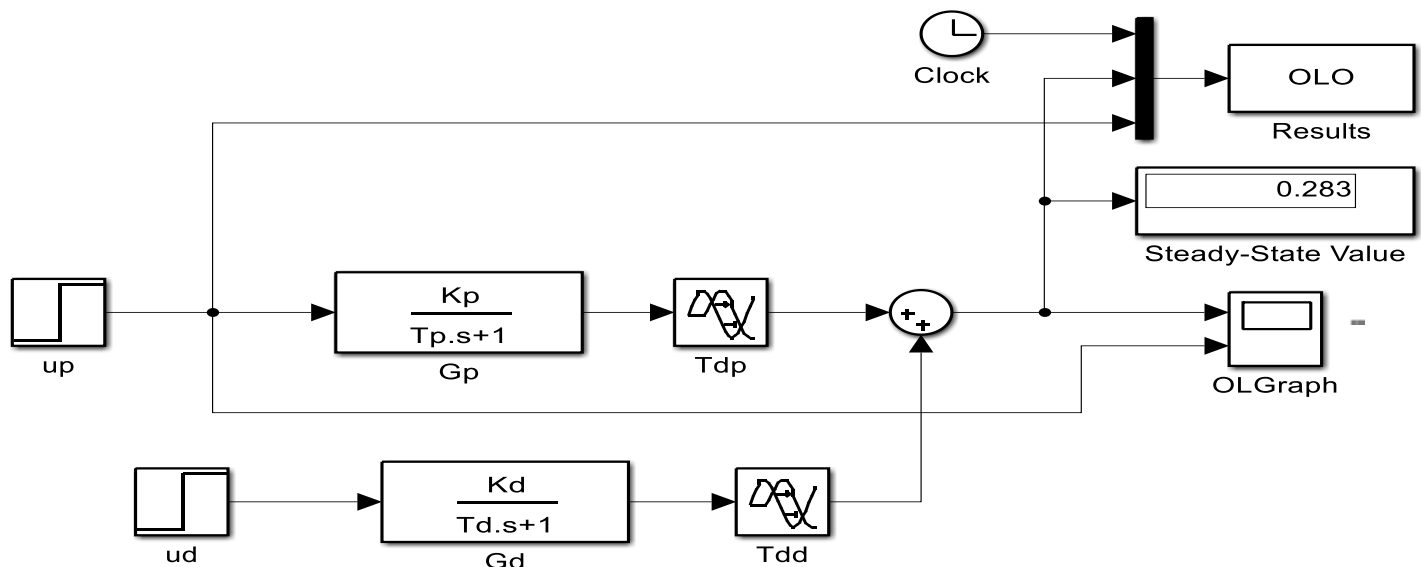 Clock
OLO
Results
0.283
Steady-State Value
up
Kp
Tp.s+1
Gp
Tdp
++
OLGraph
-
ud
Kd
Td.s+1
Gd
Tdd